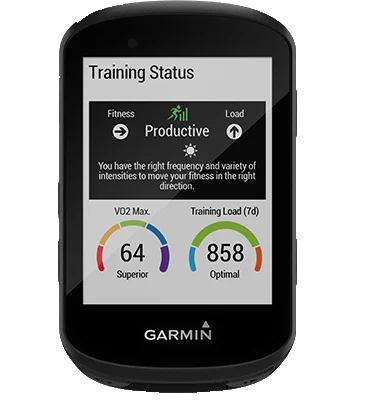 Training Status
Fitness
Load
Productive
You have the right frequency and variety of
intensities to move your fitness in the right
direction.
VO2 Max.
Training Load (7d)
64
858
Superior
Optimal
GARMIN